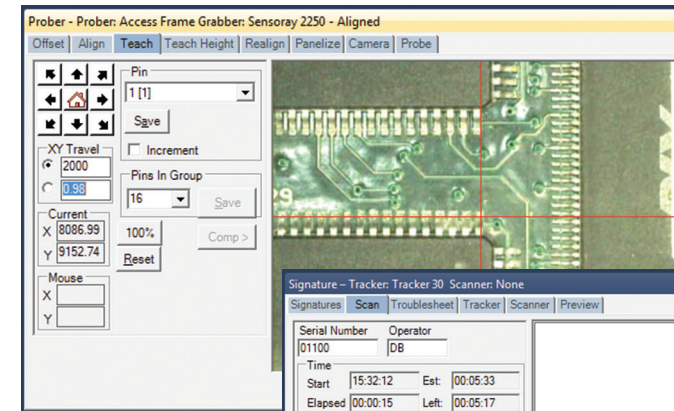 Prober - Prober: Access Frame Grabber: Sensoray 2250 - Aligned
Offset Align Teach Teach Height Realign Panelize Camera Probe
Pin
1 [1]
Save
Increment
XY Travel
2000
0.98
Pins In Group
16
Save
Current
X 8086.99
Y 9152.74
100%
Comp >
Reset
Mouse
X
Y
Signature – Tracker: Tracker 30 Scanner: None
Signatures Scan Troublesheet Tracker Scanner Preview
Serial Number Operator
01100 DB
Time
Start 15:32:12 Est: 00:05:33
Elapsed 00:00:15 Left: 00:05:17